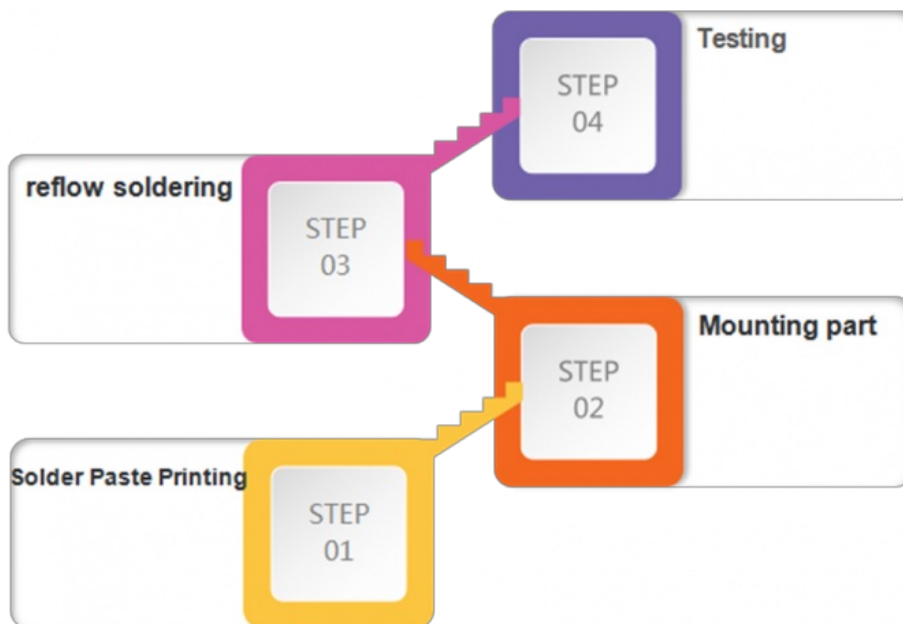 Testing
STEP
04
reflow soldering
STEP
03
Mounting part
STEP
02
Solder Paste Printing
STEP
01